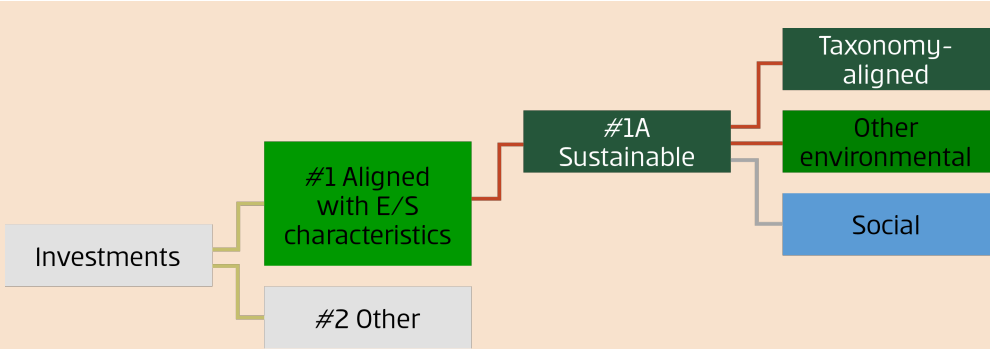 Taxonomy-
aligned
#1A
Sustainable
Other
environmental
#1 Aligned
with E/S
characteristics
Social
Investments
#2 Other